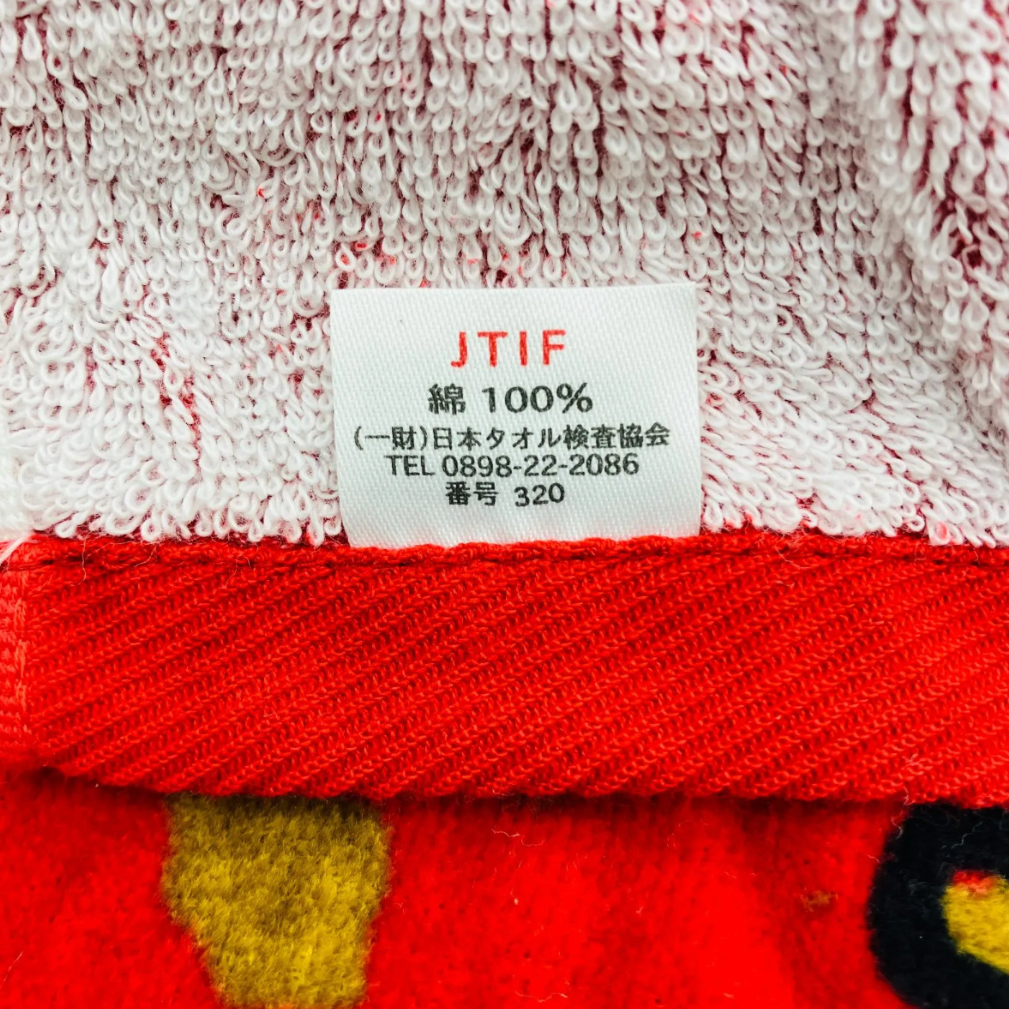 JTIF
綿 100%
(一財)日本タオル検査協会
TEL 0898-22-2086
番号 320